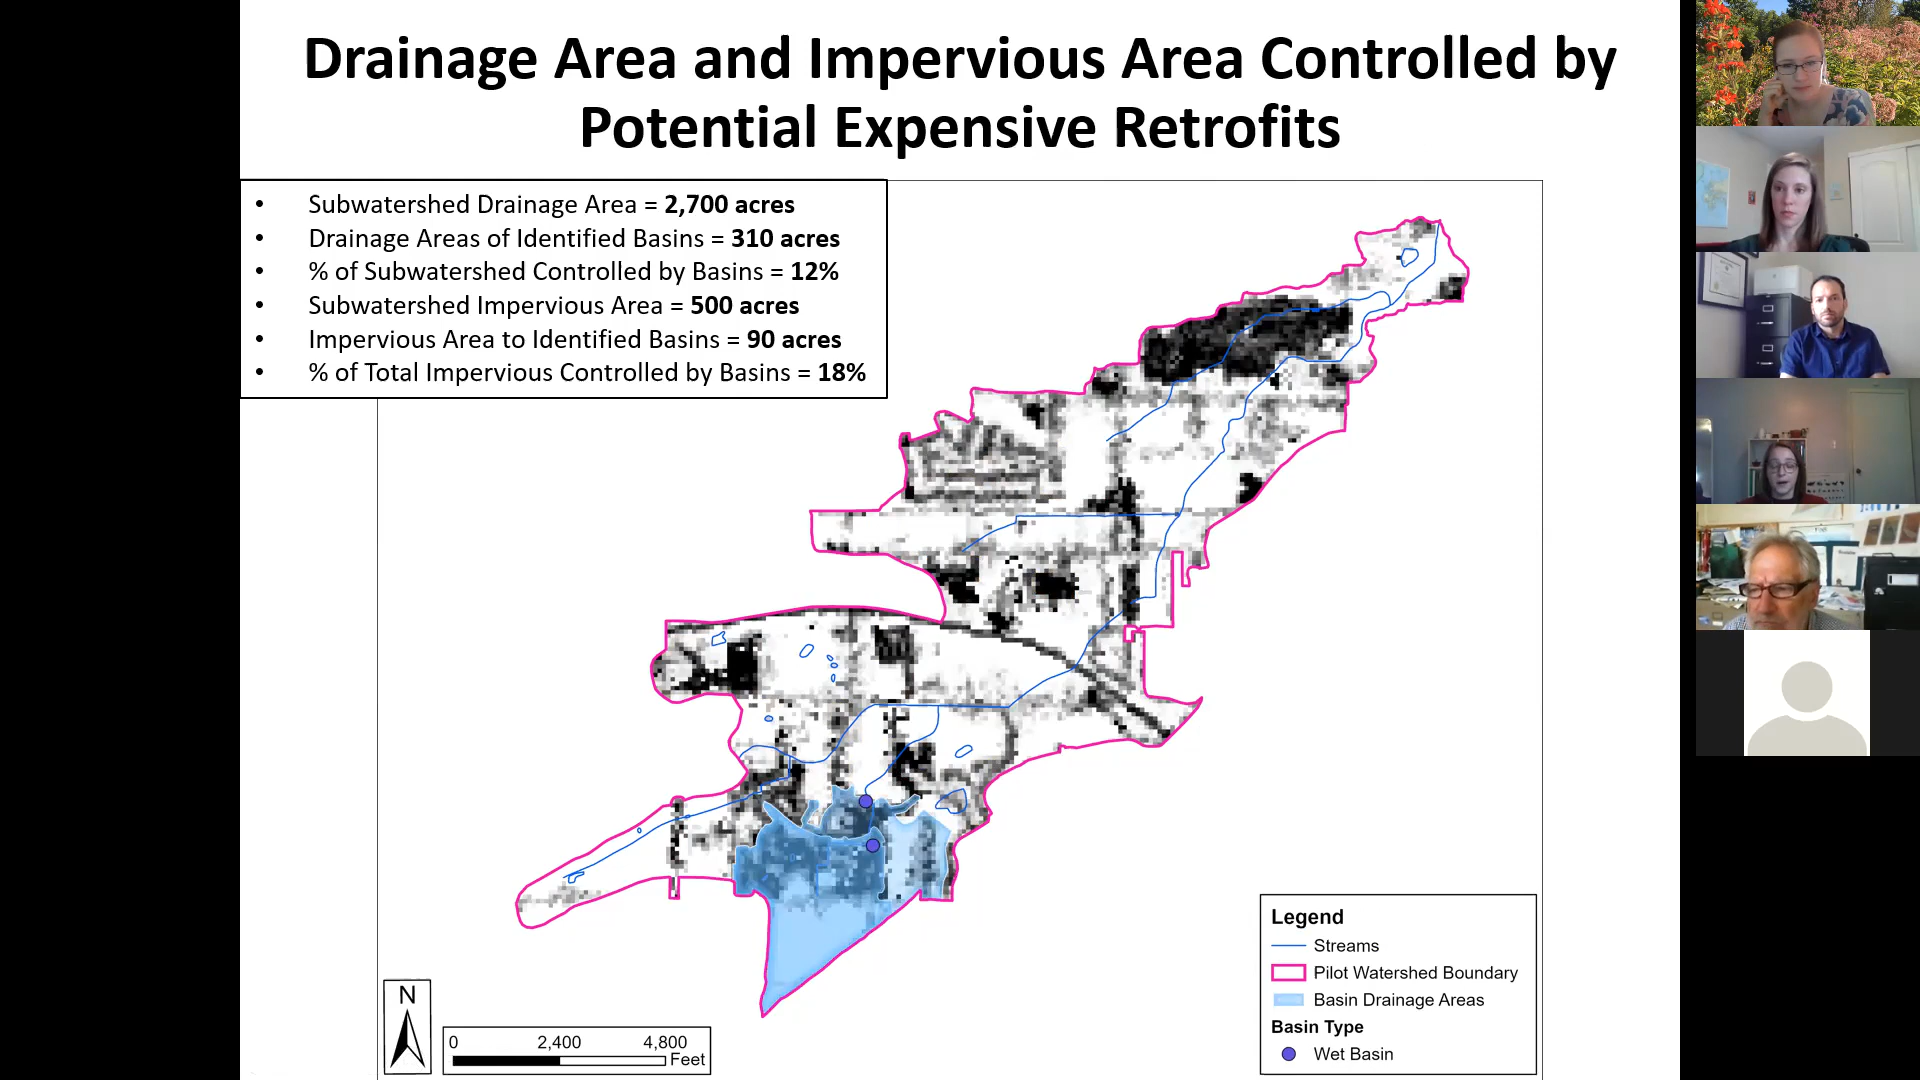 Drainage Area and Impervious Area Controlled by
Potential Expensive Retrofits
• Subwatershed Drainage Area = 2,700 acres
• Drainage Areas of Identified Basins = 310 acres
• % of Subwatershed Controlled by Basins = 12%
• Subwatershed Impervious Area = 500 acres
• Impervious Area to Identified Basins = 90 acres
• % of Total Impervious Controlled by Basins = 18%
N
0 2,400 4,800
Feet
Legend
Streams
Pilot Watershed Boundary
Basin Drainage Areas
Basin Type
Wet Basin